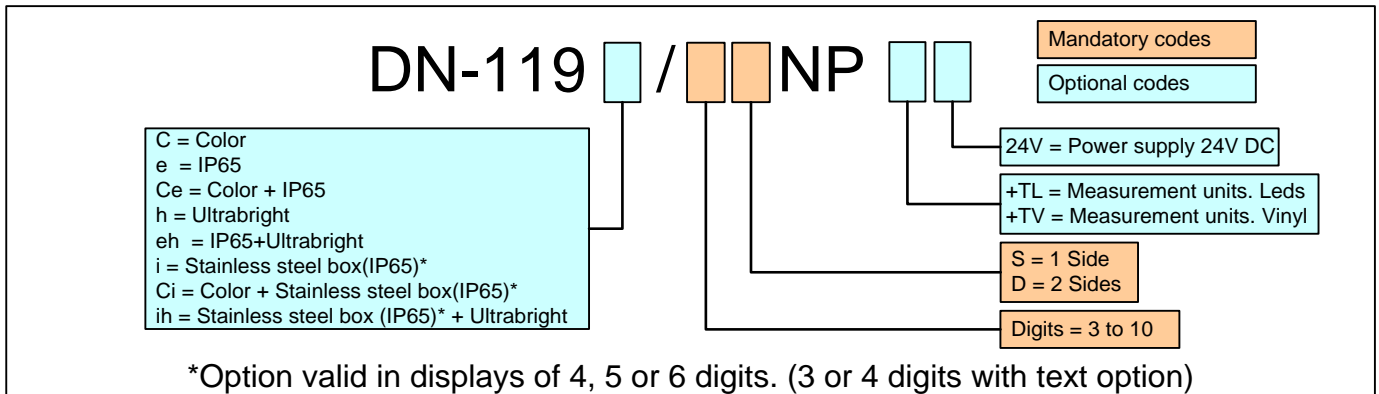 DN-119 / NP
Mandatory codes
Optional codes
C = Color
e = IP65
Ce = Color + IP65
h = Ultrabright
eh = IP65+Ultrabright
i = Stainless steel box(IP65)*
Ci = Color + Stainless steel box(IP65)*
ih = Stainless steel box (IP65)* + Ultrabright
24V = Power supply 24V DC
+TL = Measurement units. Leds
+TV = Measurement units. Vinyl
S = 1 Side
D = 2 Sides
Digits = 3 to 10
*Option valid in displays of 4, 5 or 6 digits. (3 or 4 digits with text option)